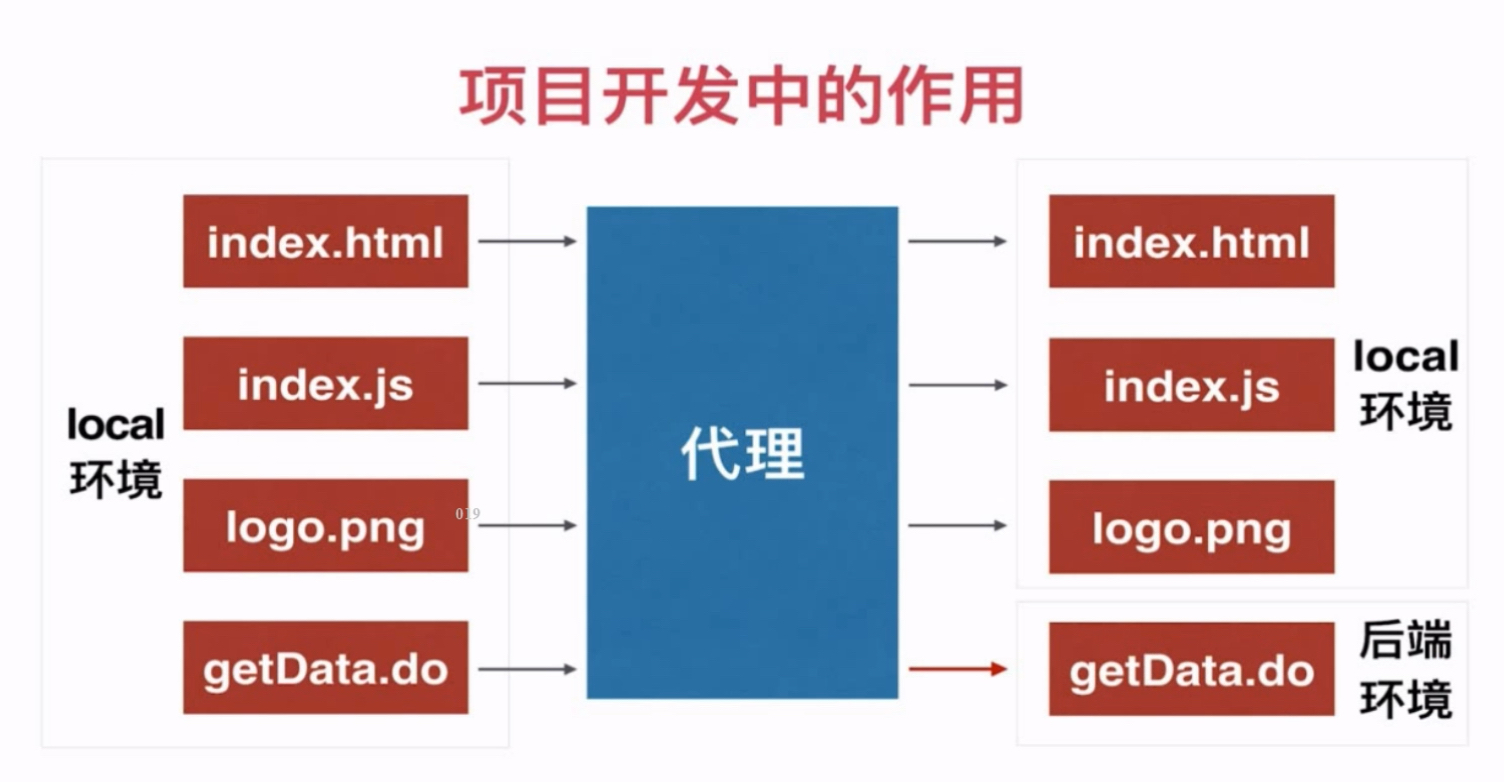 项目开发中的作用
index.html
index.js
local
环境
logo.png
019
getData.do
代理
index.html
index.js
local
环境
logo.png
getData.do
后端
环境